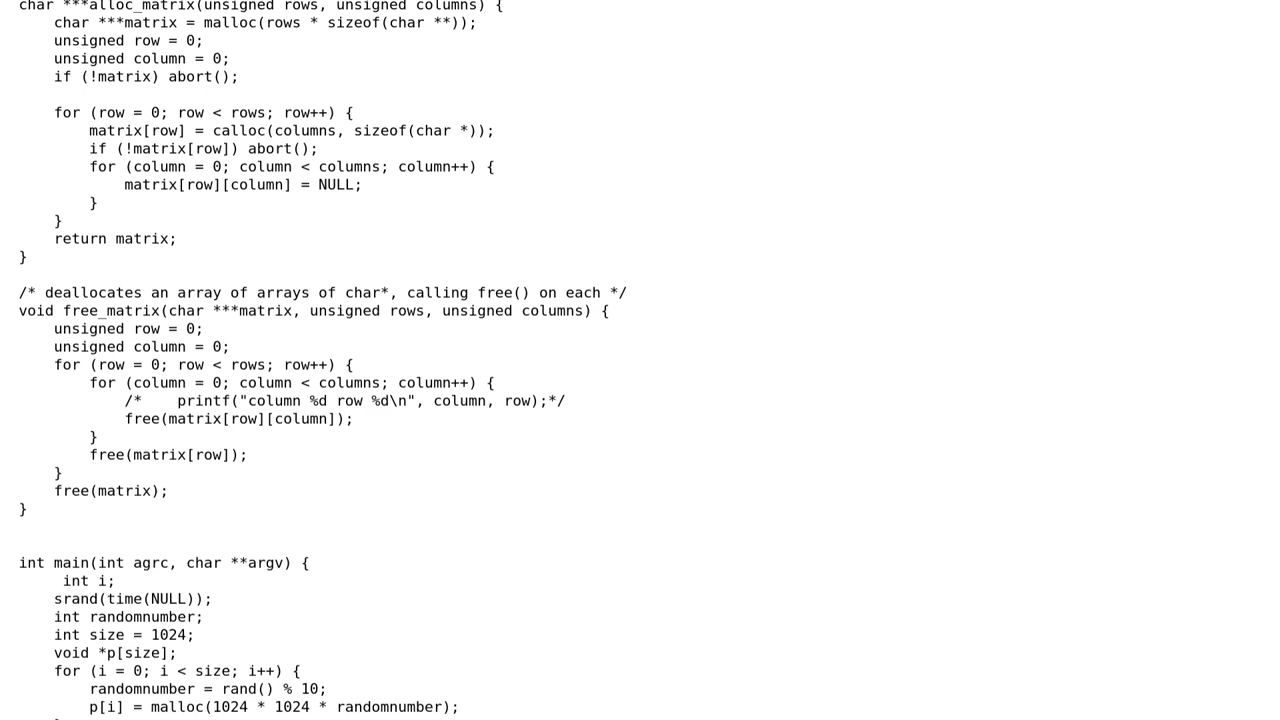 char ***alloc_matrix(unsigned rows, unsigned columns) {
    char ***matrix = malloc(rows * sizeof(char **));
    unsigned row = 0;
    unsigned column = 0;
    if (!matrix) abort();

    for (row = 0; row < rows; row++) {
        matrix[row] = calloc(columns, sizeof(char *));
        if (!matrix[row]) abort();
        for (column = 0; column < columns; column++) {
            matrix[row][column] = NULL;
        }
    }
    return matrix;
}

/* deallocates an array of arrays of char*, calling free() on each */
void free_matrix(char ***matrix, unsigned rows, unsigned columns) {
    unsigned row = 0;
    unsigned column = 0;
    for (row = 0; row < rows; row++) {
        for (column = 0; column < columns; column++) {
            /*    printf("column %d row %d\n", column, row);*/
            free(matrix[row][column]);
        }
        free(matrix[row]);
    }
    free(matrix);
}


int main(int agrc, char **argv) {
     int i;
    srand(time(NULL));
    int randomnumber;
    int size = 1024;
    void *p[size];
    for (i = 0; i < size; i++) {
        randomnumber = rand() % 10;
        p[i] = malloc(1024 * 1024 * randomnumber);